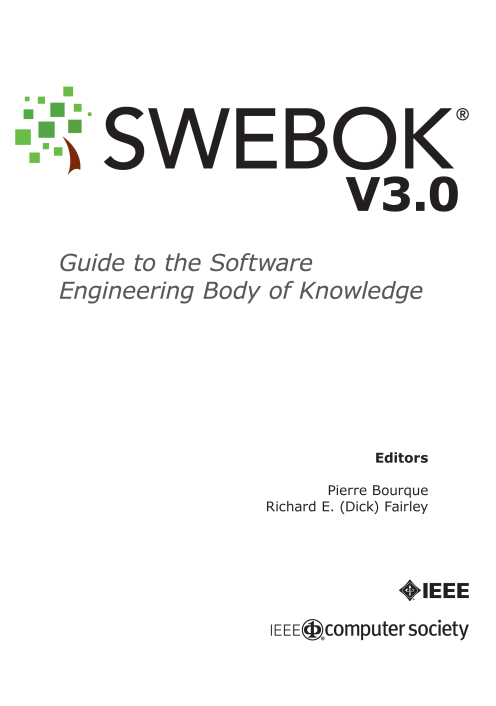 SWEBOK®
V3.0
Guide to the Software
Engineering Body of Knowledge
Editors
Pierre Bourque
Richard E. (Dick) Fairley
IEEE
IEEE computer society